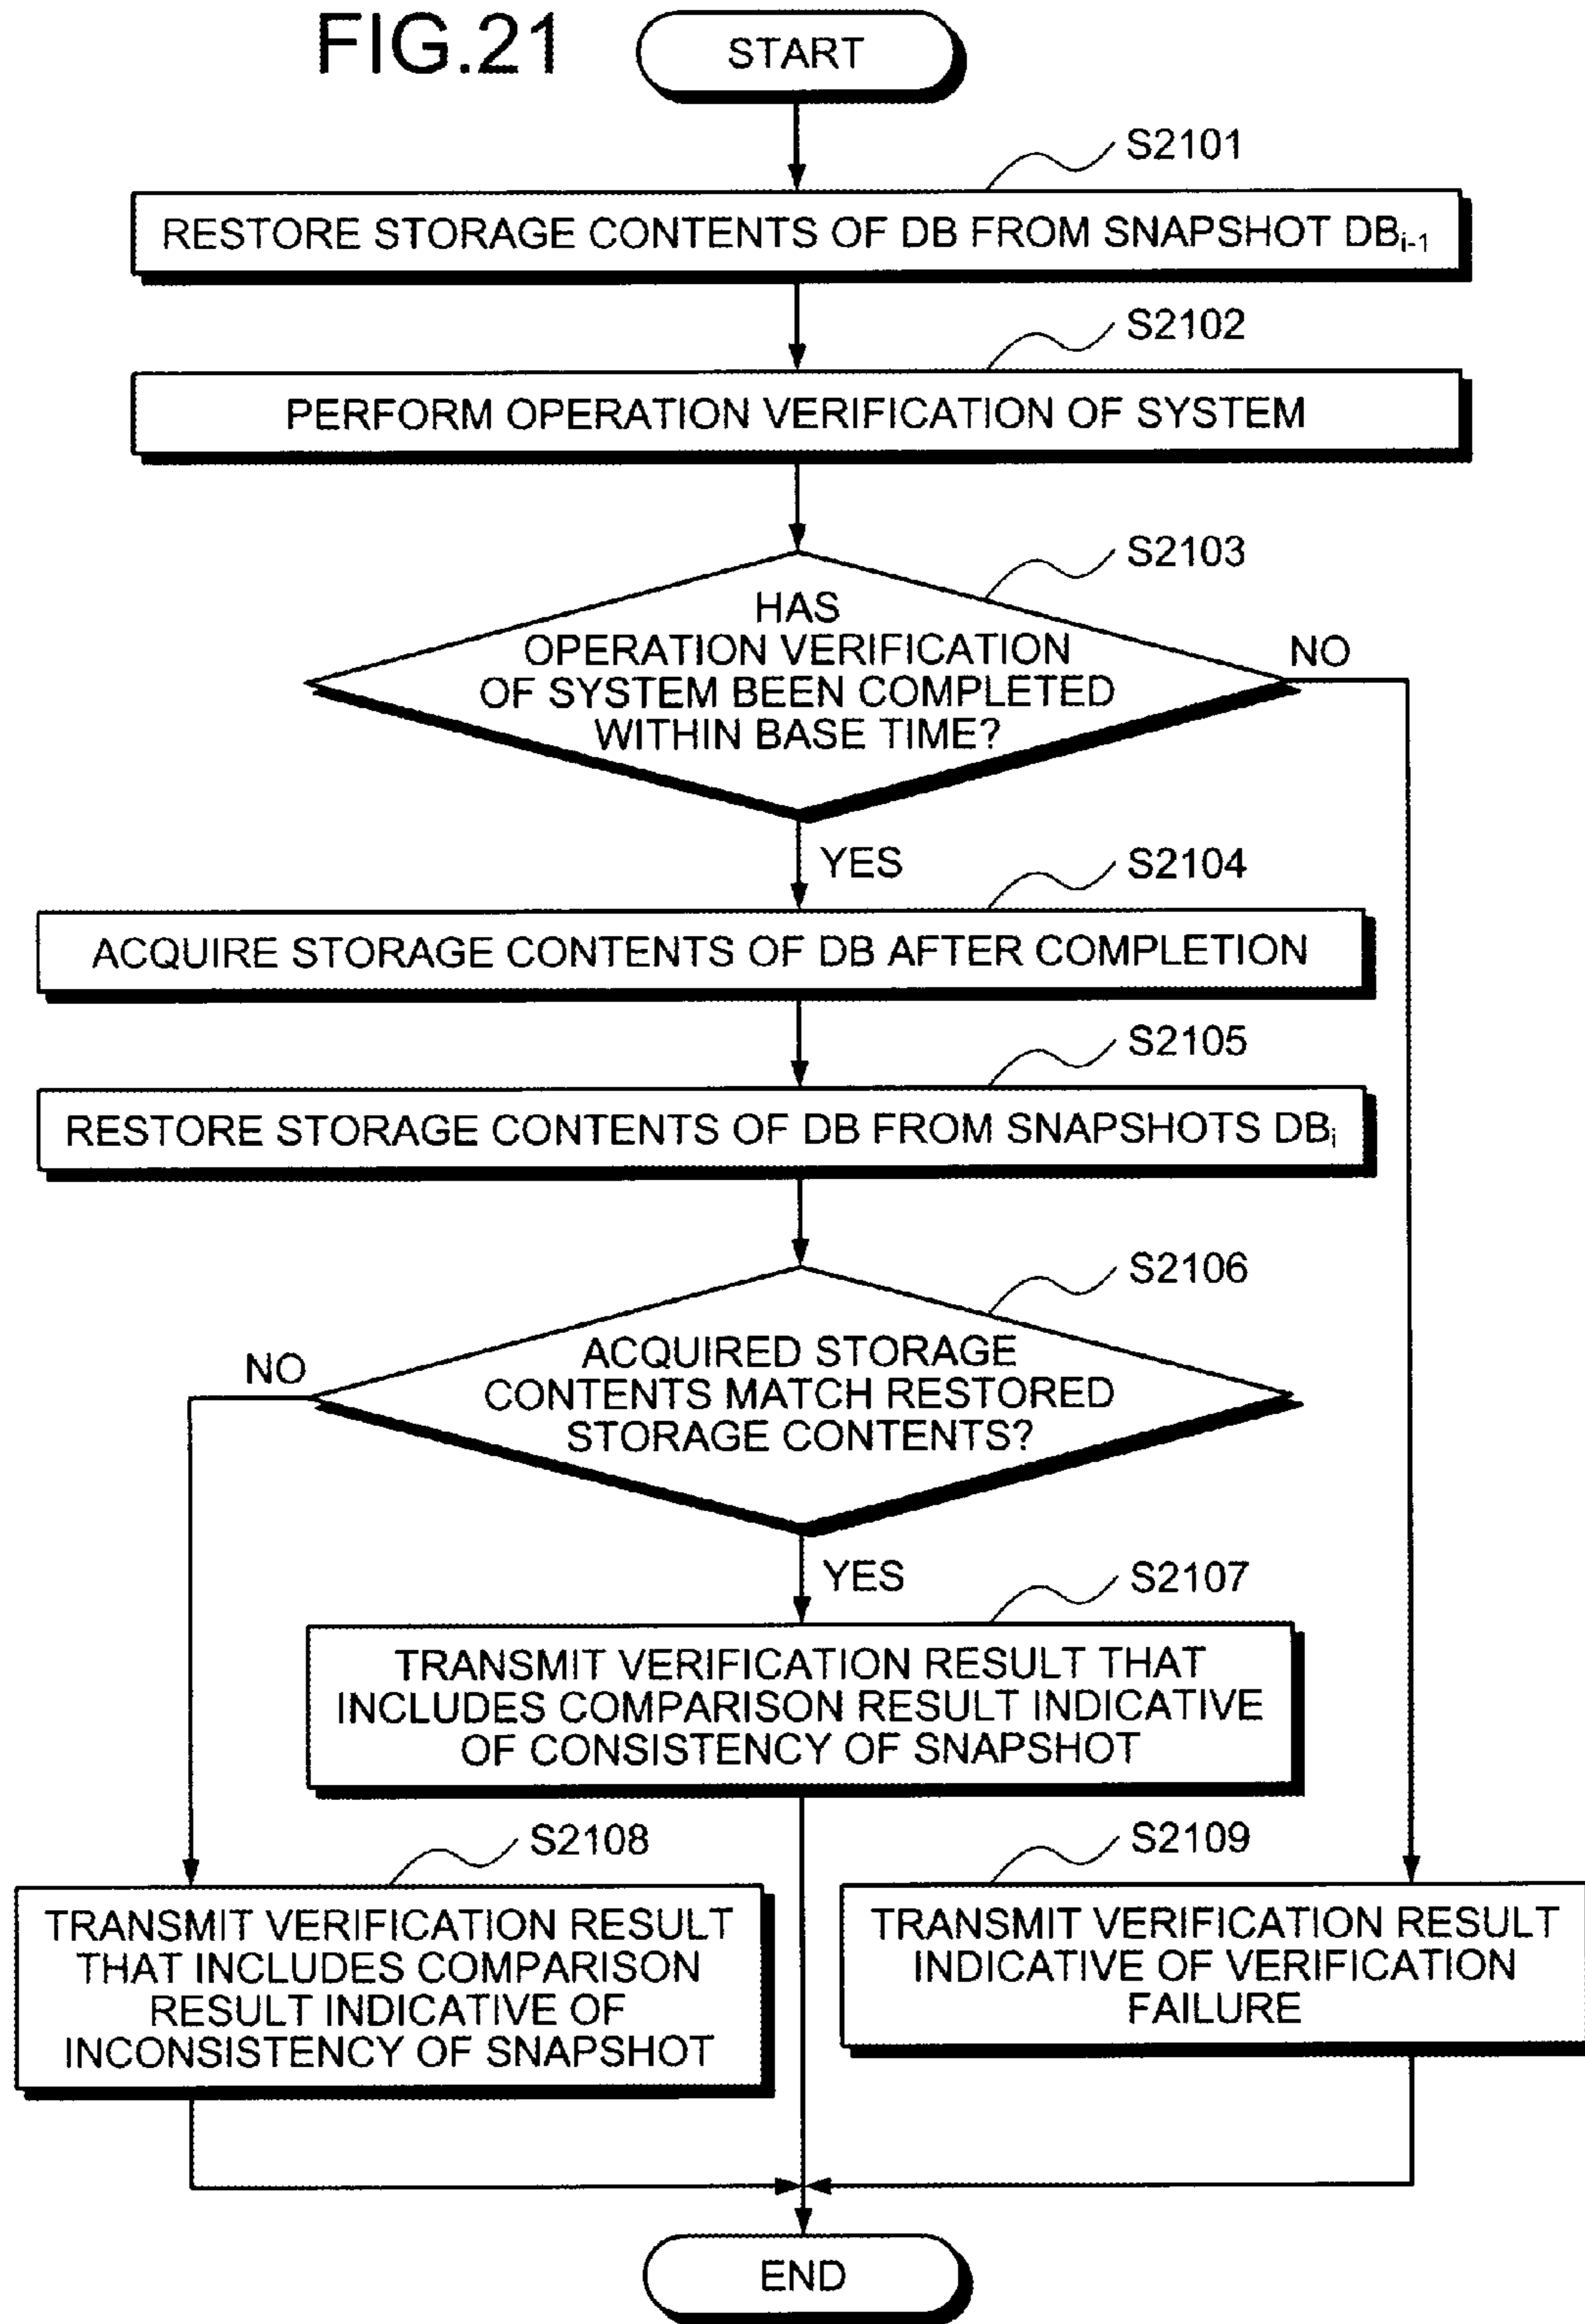 FIG.21
START
S2101
RESTORE STORAGE CONTENTS OF DB FROM SNAPSHOT DBi-1
S2102
PERFORM OPERATION VERIFICATION OF SYSTEM
S2103
HAS
OPERATION VERIFICATION
OF SYSTEM BEEN COMPLETED
WITHIN BASE TIME?
NO
YES
S2104
ACQUIRE STORAGE CONTENTS OF DB AFTER COMPLETION
S2105
RESTORE STORAGE CONTENTS OF DB FROM SNAPSHOTS DBi
S2106
ACQUIRED STORAGE
CONTENTS MATCH RESTORED
STORAGE CONTENTS?
NO
YES
S2107
TRANSMIT VERIFICATION RESULT THAT
INCLUDES COMPARISON RESULT INDICATIVE
OF CONSISTENCY OF SNAPSHOT
S2108
TRANSMIT VERIFICATION RESULT
THAT INCLUDES COMPARISON
RESULT INDICATIVE OF
INCONSISTENCY OF SNAPSHOT
S2109
TRANSMIT VERIFICATION RESULT
INDICATIVE OF VERIFICATION
FAILURE
END